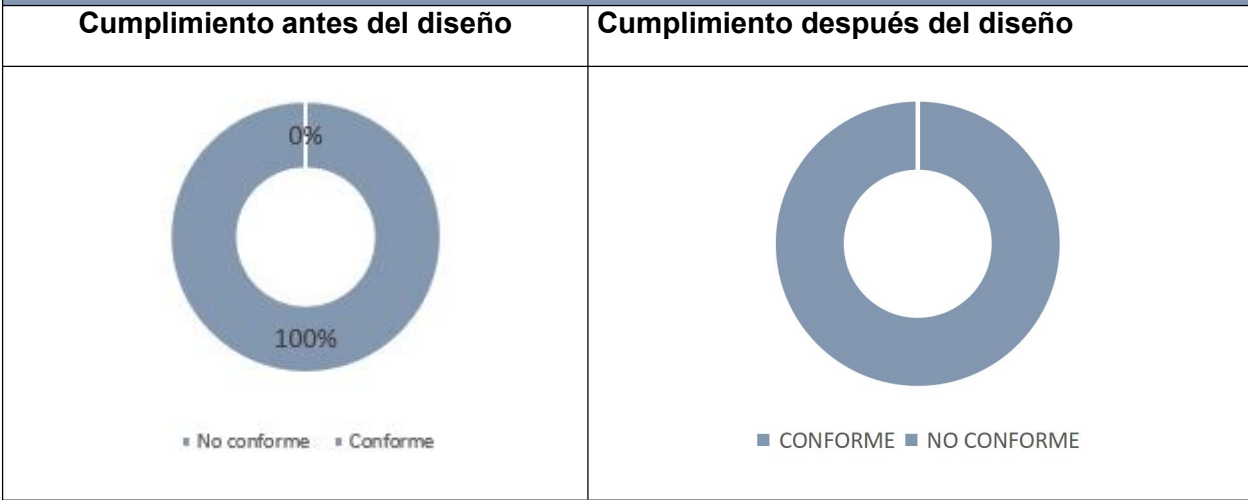 Cumplimiento antes del diseño
Cumplimiento después del diseño
0%
100%
No conforme Conforme
CONFORME NO CONFORME